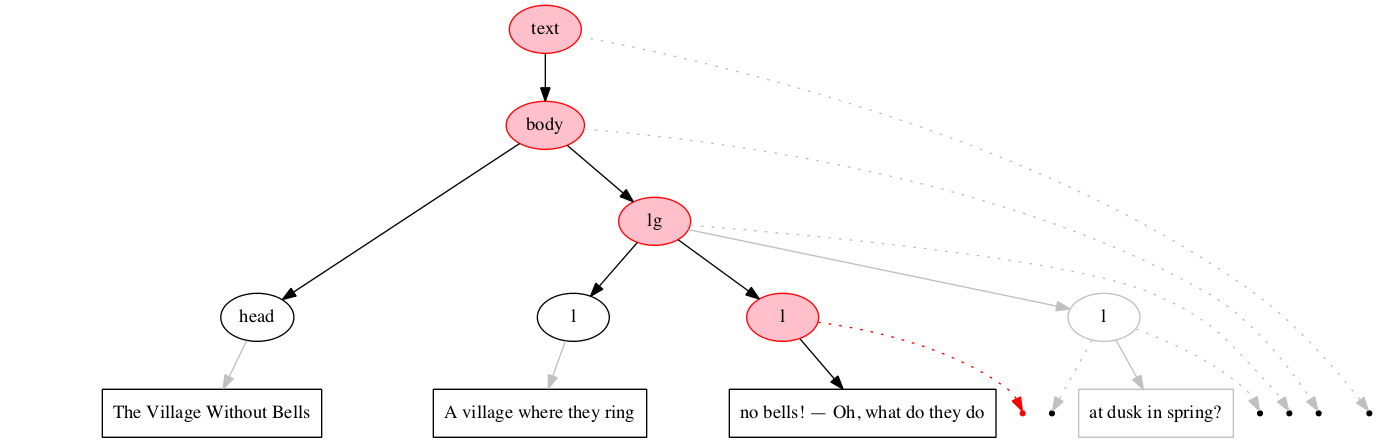 text
body
lg
head
l
l
l
The Village Without Bells
A village where they ring
no bells! — Oh, what do they do
at dusk in spring?